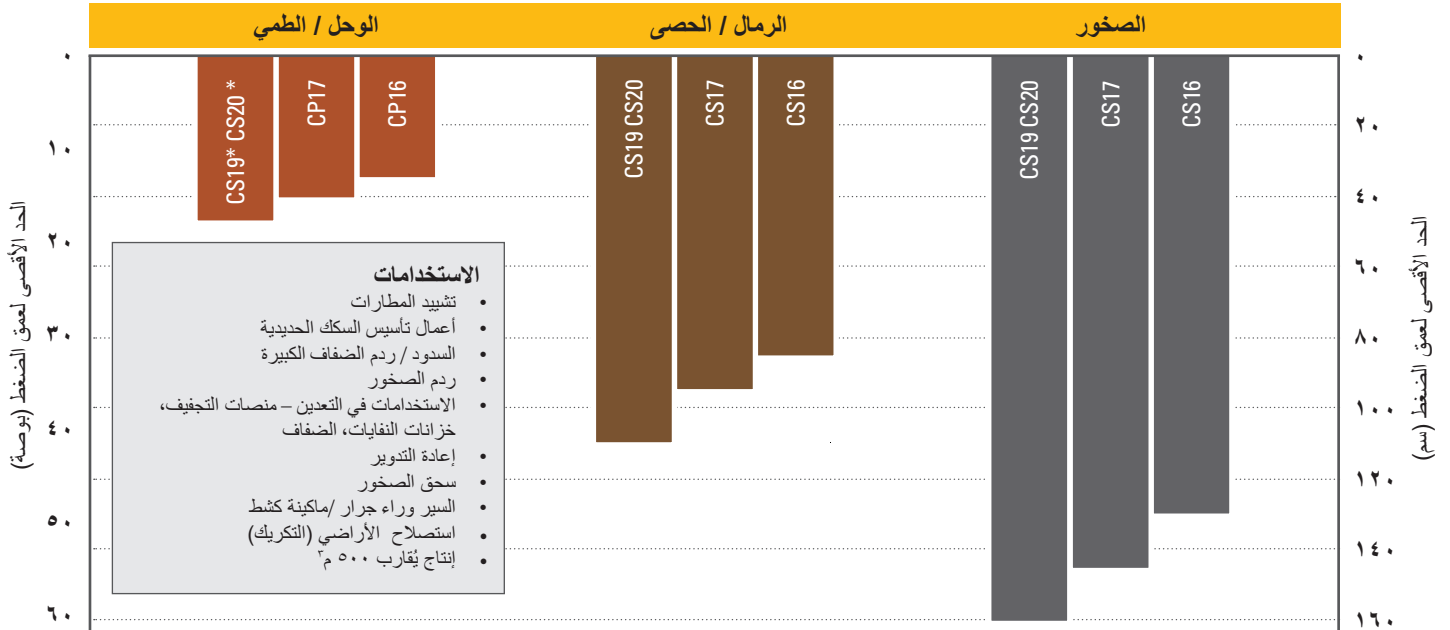 الصخور
الرمال / الحصى
الوحل / الطمي
٠
٢٠
٤٠
٦٠
٨٠
١٠٠
١٢٠
١٤٠
١٦٠
الحد الأقصى لعمق الضغط (سم)
CS16
CS17
CS19 CS20
CS16
CS17
CS19 CS20
CP16
CP17
CS19* CS20 *
الاستخدامات
• تشييد المطارات
• أعمال تأسيس السكك الحديدية
• السدود / ردم الضفاف الكبيرة
• ردم الصخور
• الاستخدامات في التعدين – منصات التجفيف،
خزانات النفايات، الضفاف
• إعادة التدوير
• سحق الصخور
• السير وراء جرار /ماكينة كشط
• استصلاح الأراضي (التكريك)
• إنتاج يُقارب ٥٠٠ م٣
٠
١٠
٢٠
٣٠
٤٠
٥٠
٦٠
الحد الأقصى لعمق الضغط (بوصة)